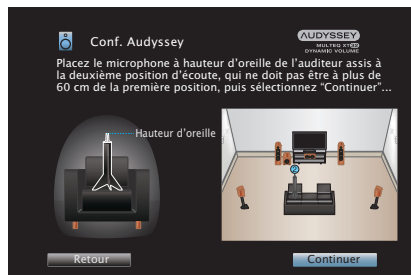 Conf. Audyssey
AUDYSSEY
MULTEQ XT32
DYNAMIC VOLUME
Placez le microphone à hauteur d'oreille de l'auditeur assis à
la deuxième position d'écoute, qui ne doit pas être à plus de
60 cm de la première position, puis sélectionnez “Continuer”...
Hauteur d'oreille
2
Retour
Continuer